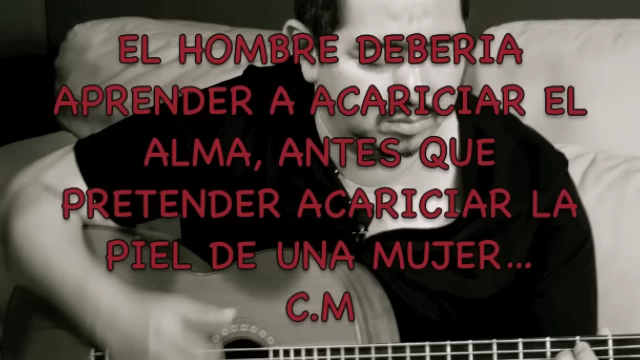 EL HOMBRE DEBERIA
APRENDER A ACARICIAR EL
ALMA, ANTES QUE
PRETENDER ACARICIAR LA
PIEL DE UNA MUJER...
C.M